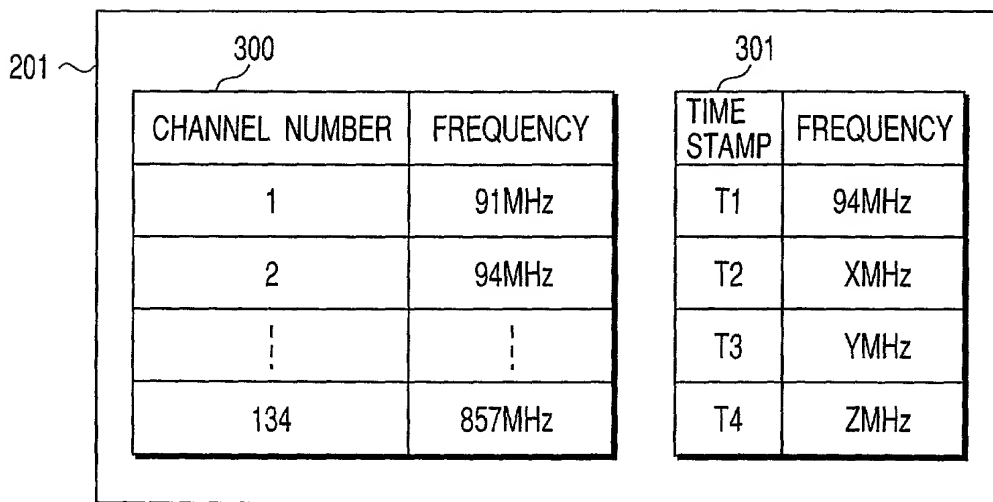 201
300
CHANNEL NUMBER FREQUENCY
1 91MHz
2 94MHz
134 857MHz
301
TIME STAMP FREQUENCY
T1 94MHz
T2 XMHz
T3 YMHz
T4 ZMHz